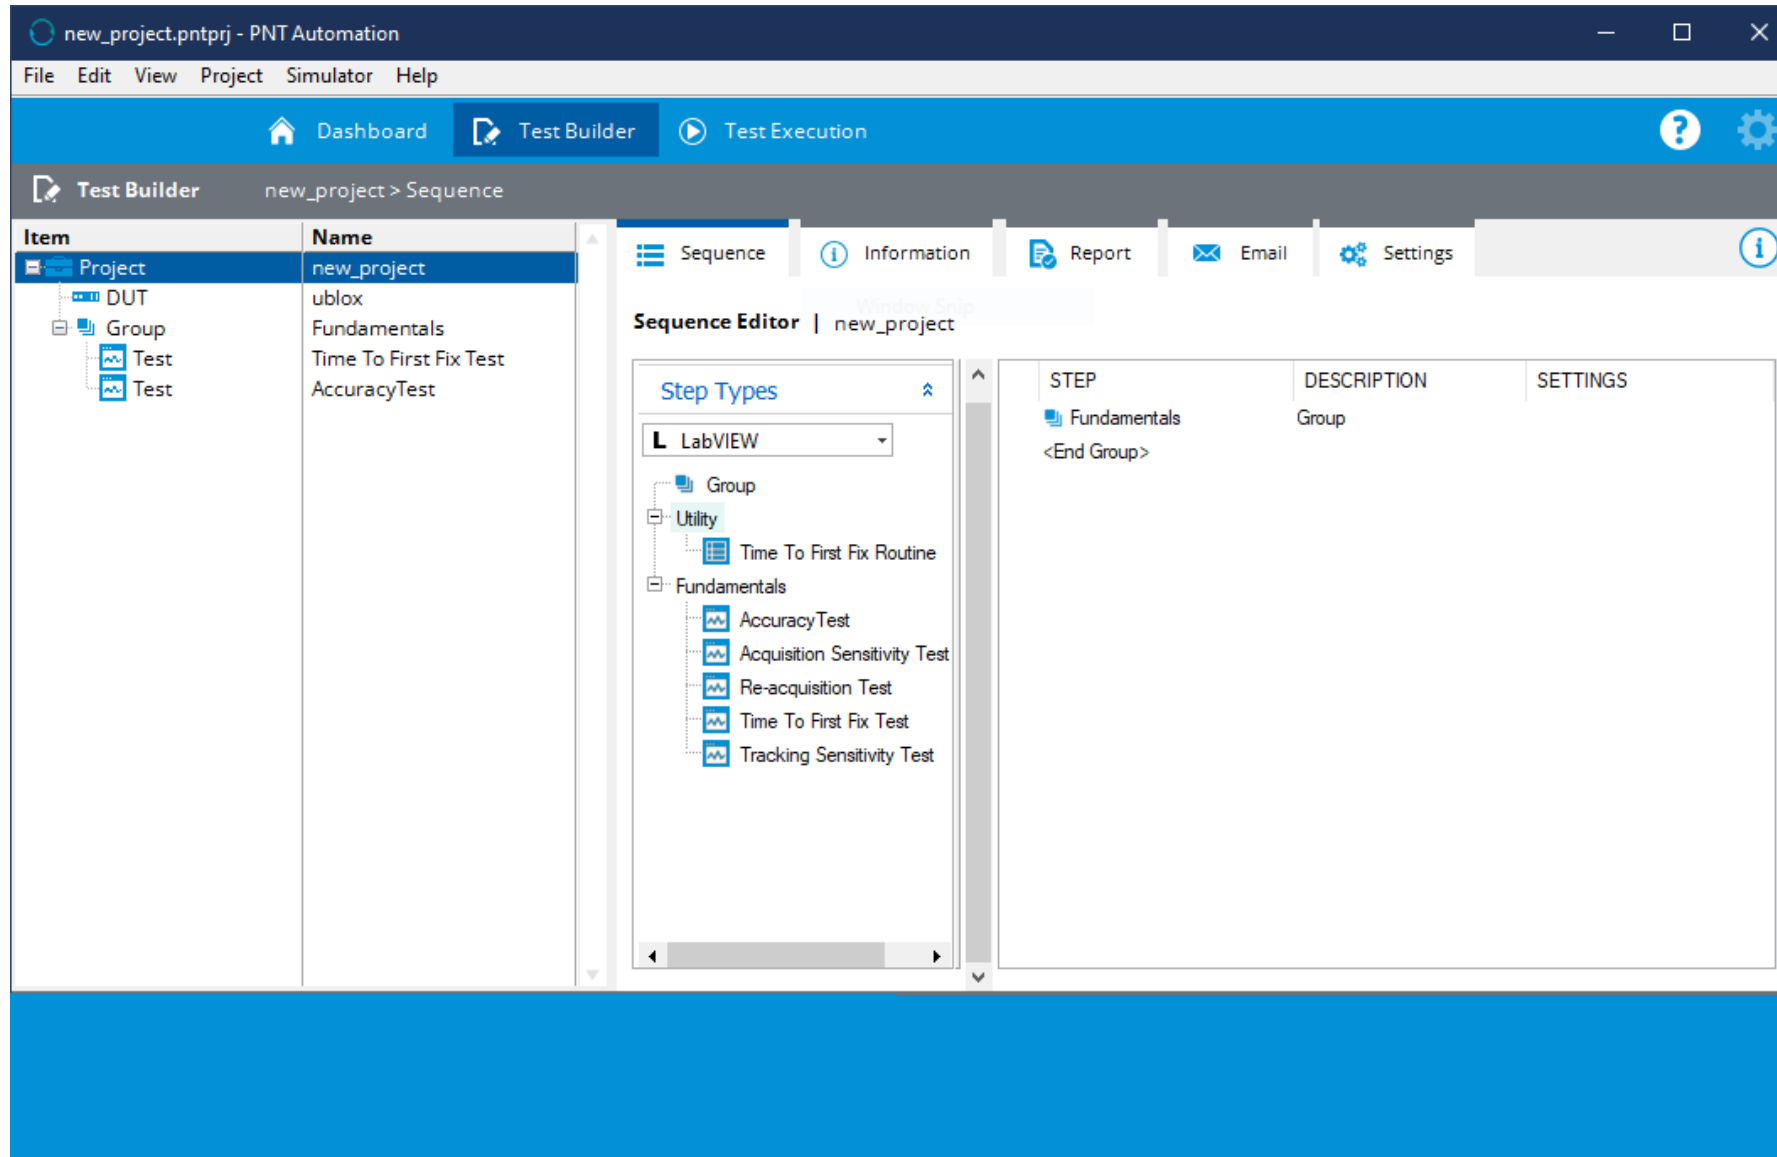 new_project.pntprj - PNT Automation
File Edit View Project Simulator Help
Dashboard Test Builder Test Execution
Test Builder new_project > Sequence
Item Name
Project new_project
DUT ublox
Group Fundamentals
Test Time To First Fix Test
Test AccuracyTest
Sequence Information Report Email Settings
Window Snip
Sequence Editor | new_project
Step Types
L LabVIEW
Group
Utility
Time To First Fix Routine
Fundamentals
AccuracyTest
Acquisition Sensitivity Test
Re-acquisition Test
Time To First Fix Test
Tracking Sensitivity Test
STEP DESCRIPTION SETTINGS
Fundamentals Group
<End Group>